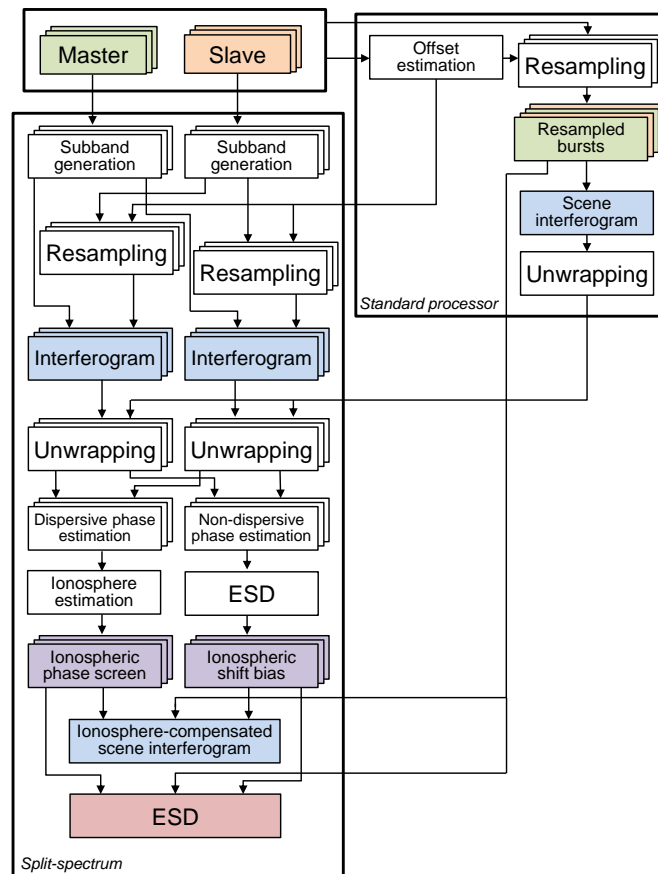 Master
Slave
Offset
estimation
Resampling
Resampled
bursts
Scene
interferogram
Unwrapping
Standard processor
Subband
generation
Subband
generation
Resampling
Resampling
Interferogram
Interferogram
Unwrapping
Unwrapping
Dispersive phase
estimation
Non-dispersive
phase estimation
Ionosphere
estimation
ESD
Ionospheric
phase screen
Ionospheric
shift bias
Ionosphere-compensated
scene interferogram
ESD
Split-spectrum